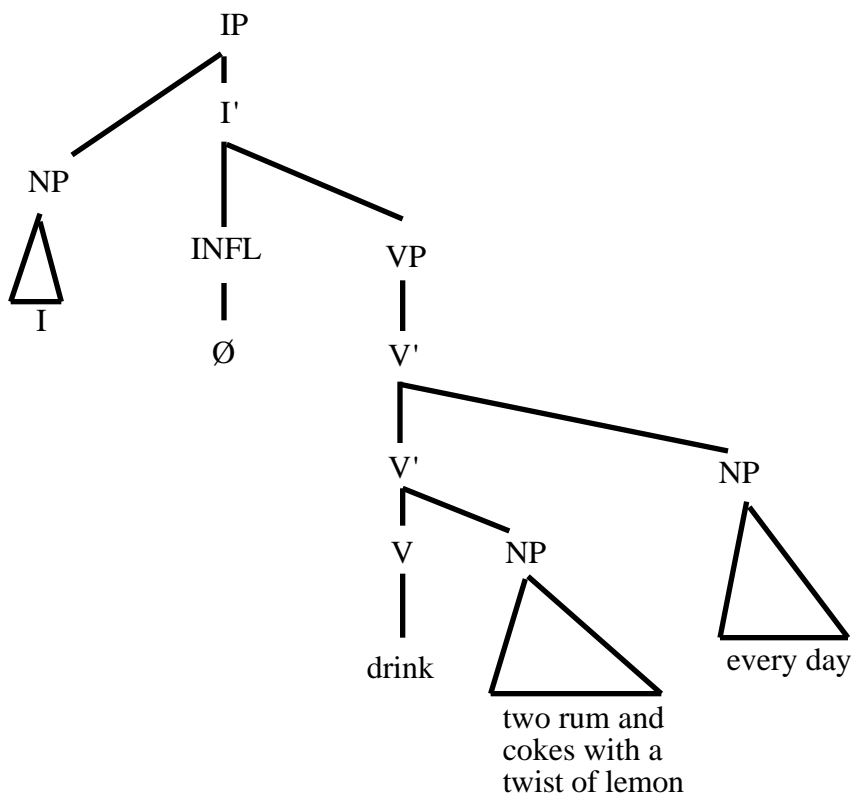 IP
I'
NP
INFL
VP
I
Ø
V'
V'
NP
V
NP
drink
every day
two rum and
cokes with a
twist of lemon